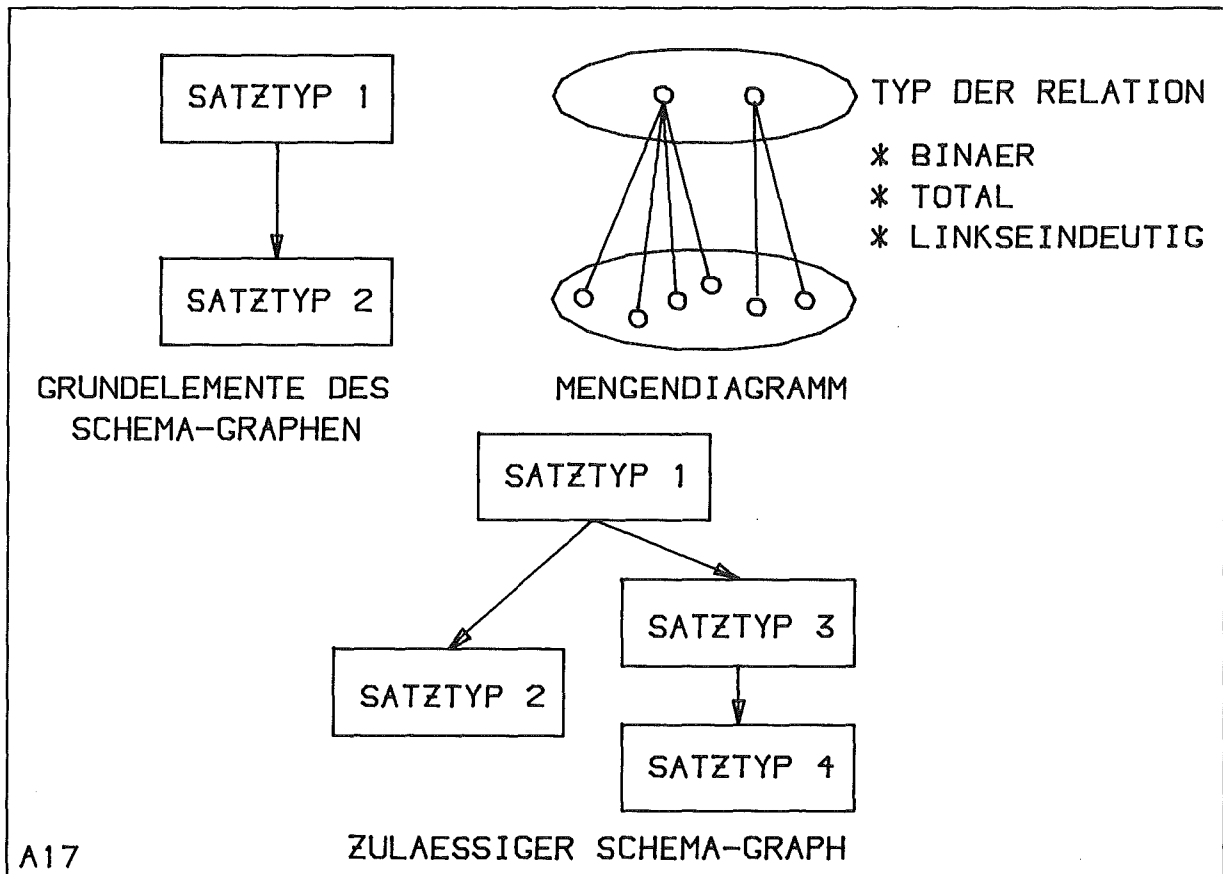 SATZTYP 1
SATZTYP 2
GRUNDELEMENTE DES
SCHEMA-GRAPHEN
MENGENDIAGRAMM
TYP DER RELATION
* BINAER
* TOTAL
* LINKSEINDEUTIG
SATZTYP 1
SATZTYP 3
SATZTYP 2
SATZTYP 4
ZULAESSIGER SCHEMA-GRAPH
A17